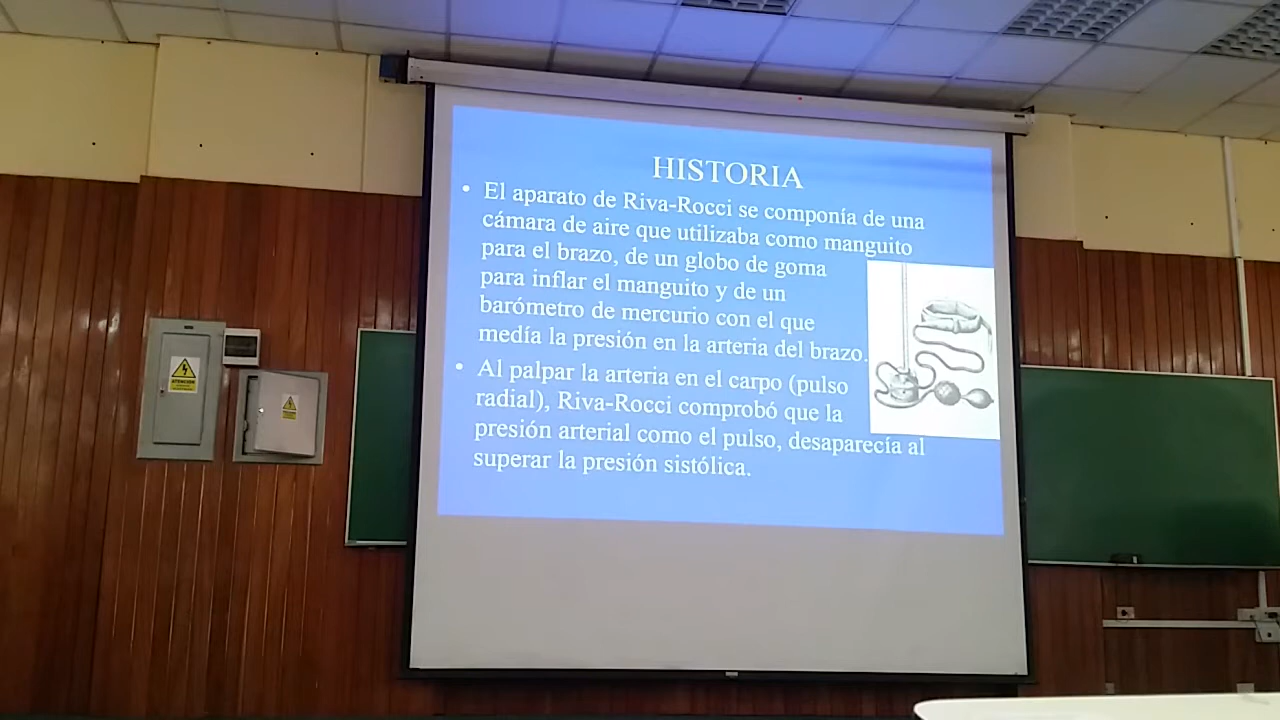 HISTORIA
• El aparato de Riva-Rocci se componía de una
cámara de aire que utilizaba como manguito
para el brazo, de un globo de goma
para inflar el manguito y de un
barómetro de mercurio con el que
medía la presión en la arteria del brazo.
• Al palpar la arteria en el carpo (pulso
radial), Riva-Rocci comprobó que la
presión arterial como el pulso, desaparecía al
superar la presión sistólica.
ATENCION